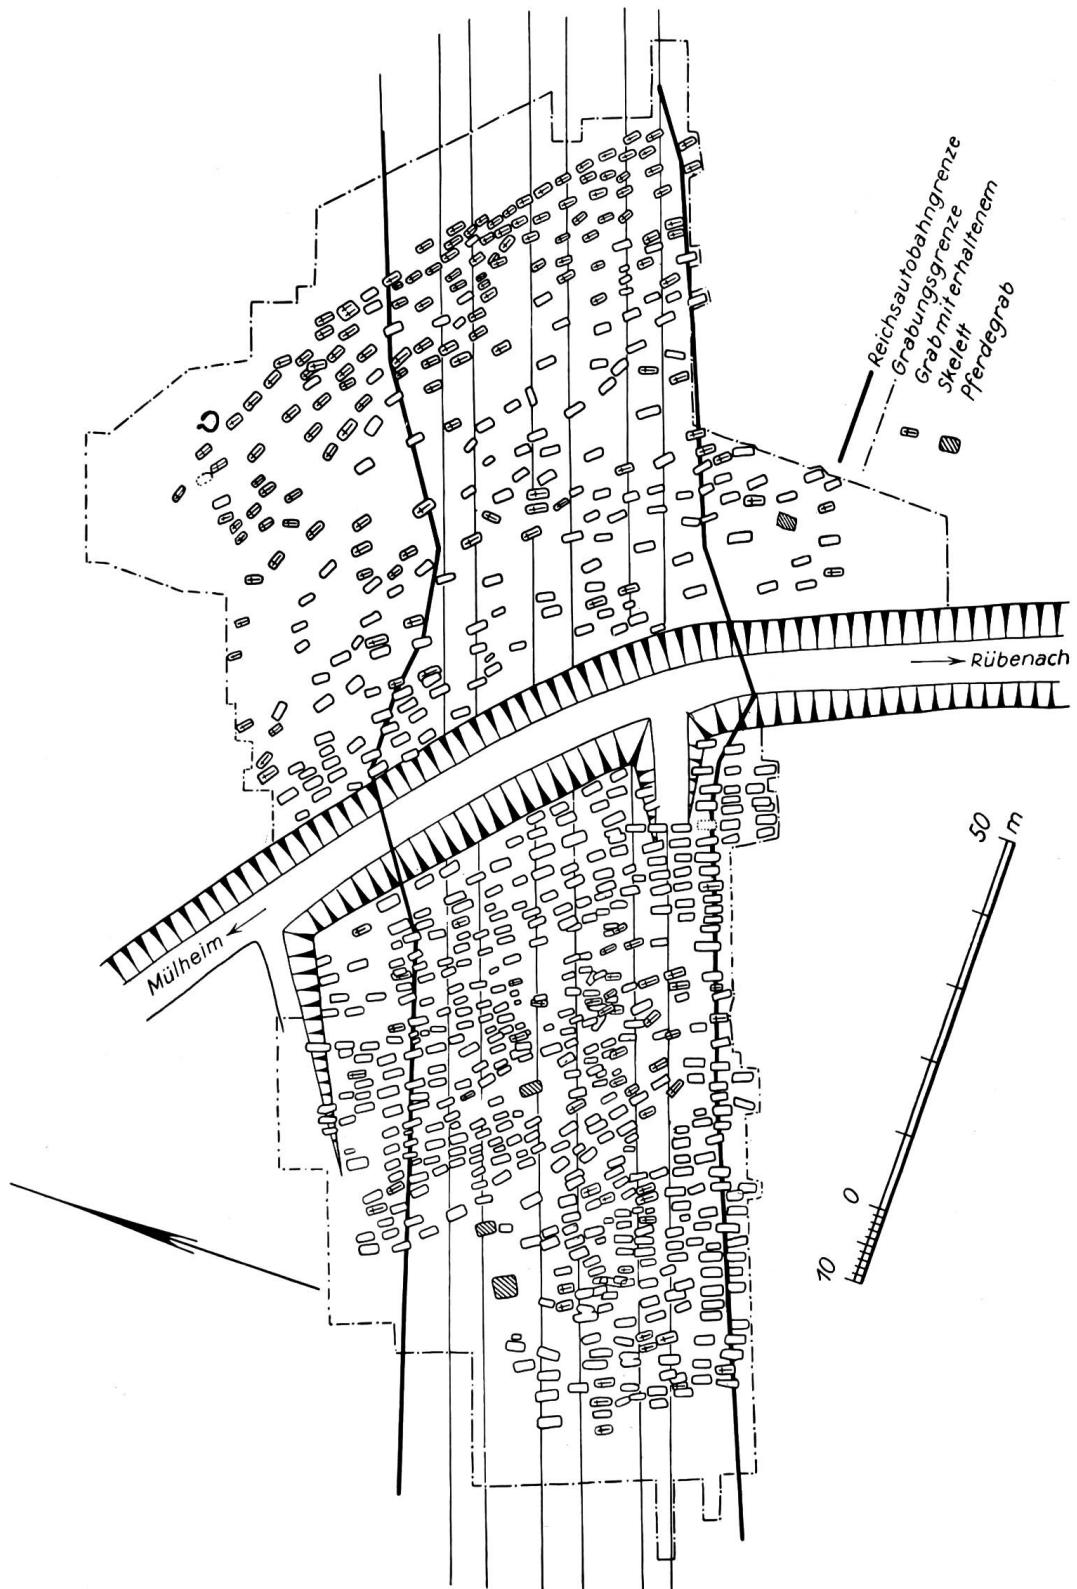 Reichsautobahngrenze
Grabungsgrenze
Grab mit erhaltenem
Skelett
Pferdegrab
Rübenach
Mülheim
50 m
0
10